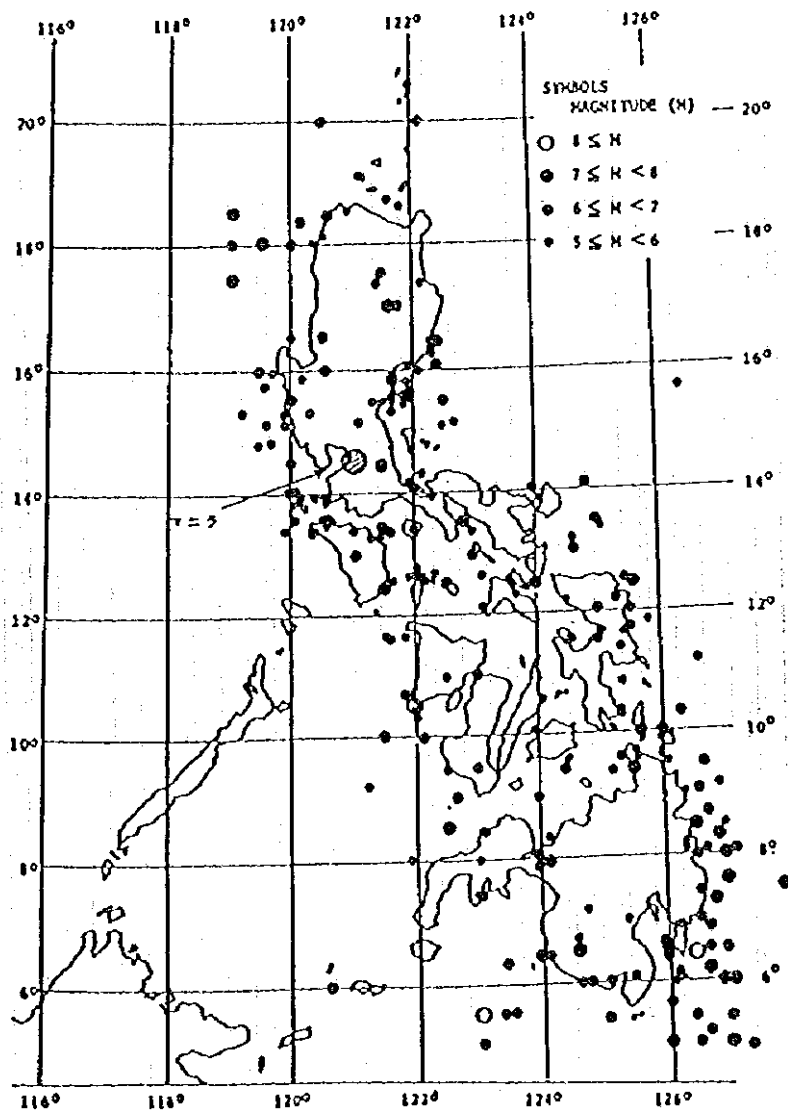 116° 118° 120° 122° 124° 126°
SYMBOLS
MAGNITUDE (M)
8 ≤ M
7 ≤ M < 8
6 ≤ M < 7
5 ≤ M < 6
20° 20°
18° 18°
16° 16°
14° 14°
12° 12°
10° 10°
8° 8°
6° 6°
116° 118° 120° 122° 124° 126°